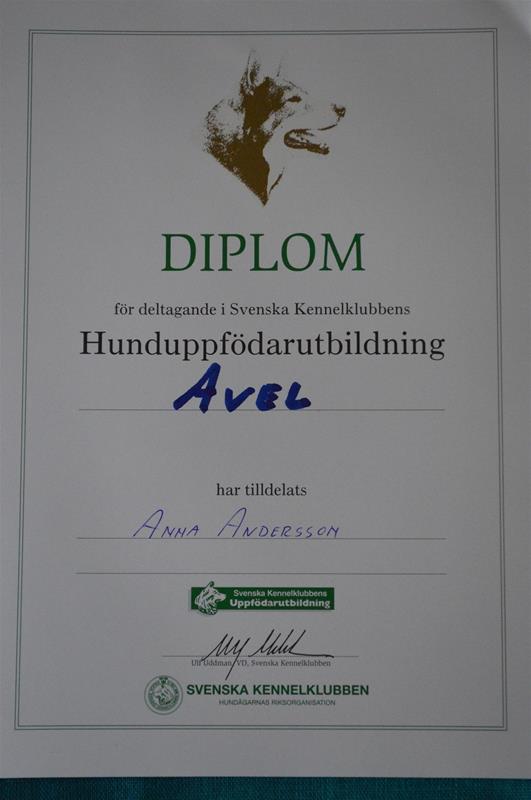 DIPLOM
för deltagande i Svenska Kennelklubbens
Hunduppfödarutbildning
AVEL
har tilldelats
ANNA ANDERSSON
Svenska Kennelklubbens
Uppfödarutbildning
Ulf Uddman, VD, Svenska Kennelklubben
SVENSKA KENNELKLUBBEN
HUNDÄGARNAS RIKSORGANISATION